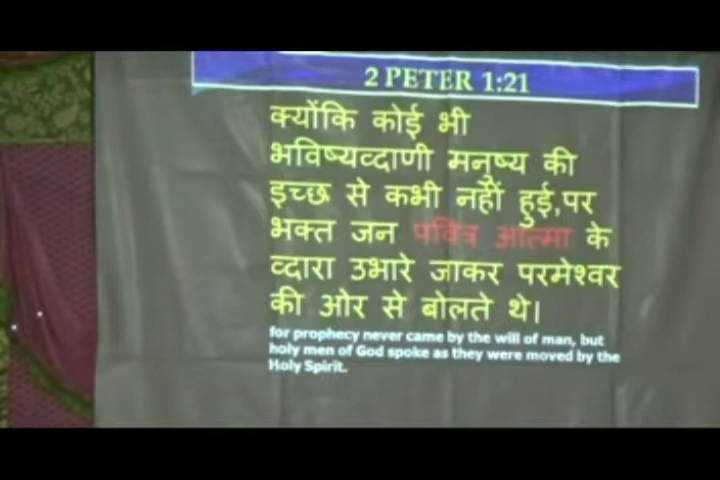 2 PETER 1:21
क्योंकि कोई भी
भविष्यव्दाणी मनुष्य की
इच्छ से कभी नहीं हुई,पर
भक्त जन पवित्र आत्मा के
व्दारा उभारे जाकर परमेश्वर
की ओर से बोलते थे।
for prophecy never came by the will of man, but
holy men of God spoke as they were moved by the
Holy Spirit.